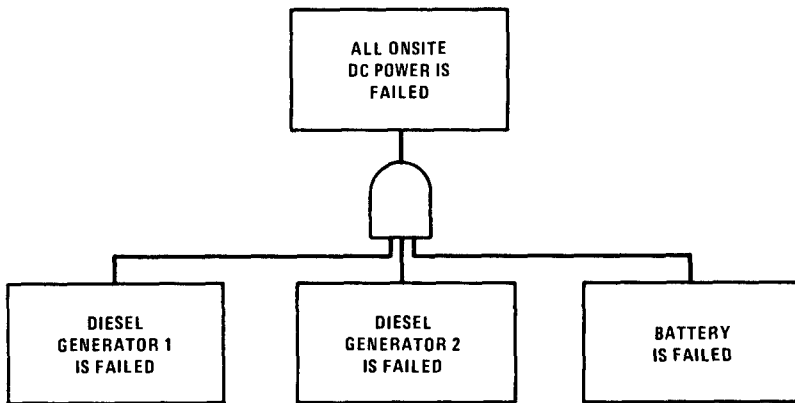 ALL ONSITE
DC POWER IS
FAILED
DIESEL
GENERATOR 1
IS FAILED
DIESEL
GENERATOR 2
IS FAILED
BATTERY
IS FAILED